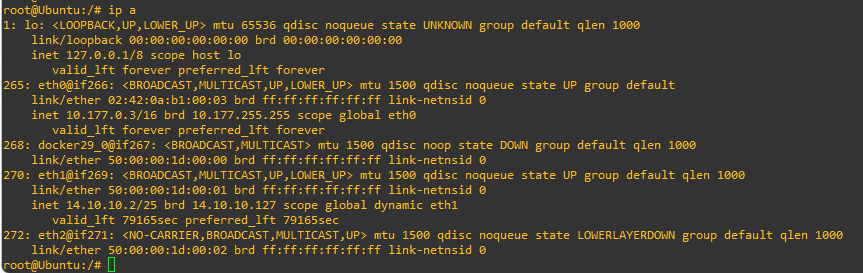 root@Ubuntu:/# ip a
1: lo: <LOOPBACK,UP,LOWER_UP> mtu 65536 qdisc noqueue state UNKNOWN group default qlen 1000
    link/loopback 00:00:00:00:00:00 brd 00:00:00:00:00:00
    inet 127.0.0.1/8 scope host lo
       valid_lft forever preferred_lft forever
265: eth0@if266: <BROADCAST,MULTICAST,UP,LOWER_UP> mtu 1500 qdisc noqueue state UP group default
    link/ether 02:42:0a:b1:00:03 brd ff:ff:ff:ff:ff:ff link-netnsid 0
    inet 10.177.0.3/16 brd 10.177.255.255 scope global eth0
       valid_lft forever preferred_lft forever
268: docker29_0@if267: <BROADCAST,MULTICAST> mtu 1500 qdisc noop state DOWN group default qlen 1000
    link/ether 50:00:00:1d:00:00 brd ff:ff:ff:ff:ff:ff link-netnsid 0
270: eth1@if269: <BROADCAST,MULTICAST,UP,LOWER_UP> mtu 1500 qdisc noqueue state UP group default qlen 1000
    link/ether 50:00:00:1d:00:01 brd ff:ff:ff:ff:ff:ff link-netnsid 0
    inet 14.10.10.2/25 brd 14.10.10.127 scope global dynamic eth1
       valid_lft 79165sec preferred_lft 79165sec
272: eth2@if271: <NO-CARRIER,BROADCAST,MULTICAST,UP> mtu 1500 qdisc noqueue state LOWERLAYERDOWN group default qlen 1000
    link/ether 50:00:00:1d:00:02 brd ff:ff:ff:ff:ff:ff link-netnsid 0
root@Ubuntu:/#